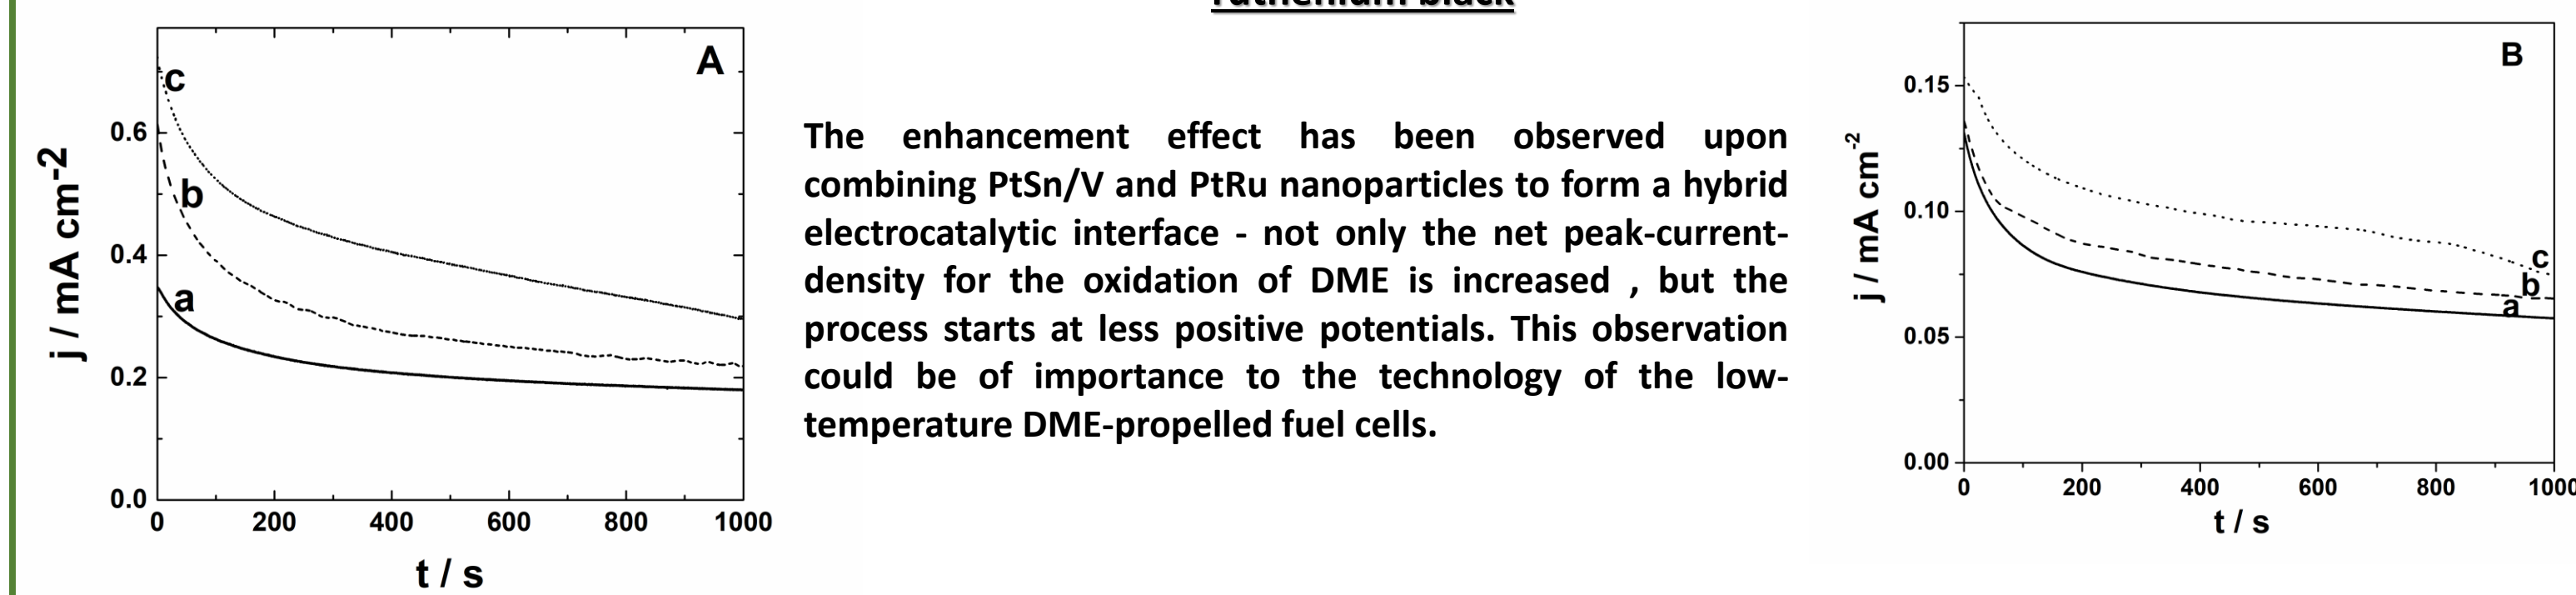 ruthenium black
A
c
b
a
0.6
0.4
0.2
0.0
0
200
400
600
800
1000
j / mA cm-2
t / s
The enhancement effect has been observed upon
combining PtSn/V and PtRu nanoparticles to form a hybrid
electrocatalytic interface - not only the net peak-current-
density for the oxidation of DME is increased , but the
process starts at less positive potentials. This observation
could be of importance to the technology of the low-
temperature DME-propelled fuel cells.
B
0.15
0.10
0.05
0.00
c
b
a
0
200
400
600
800
1000
j / mA cm-2
t / s